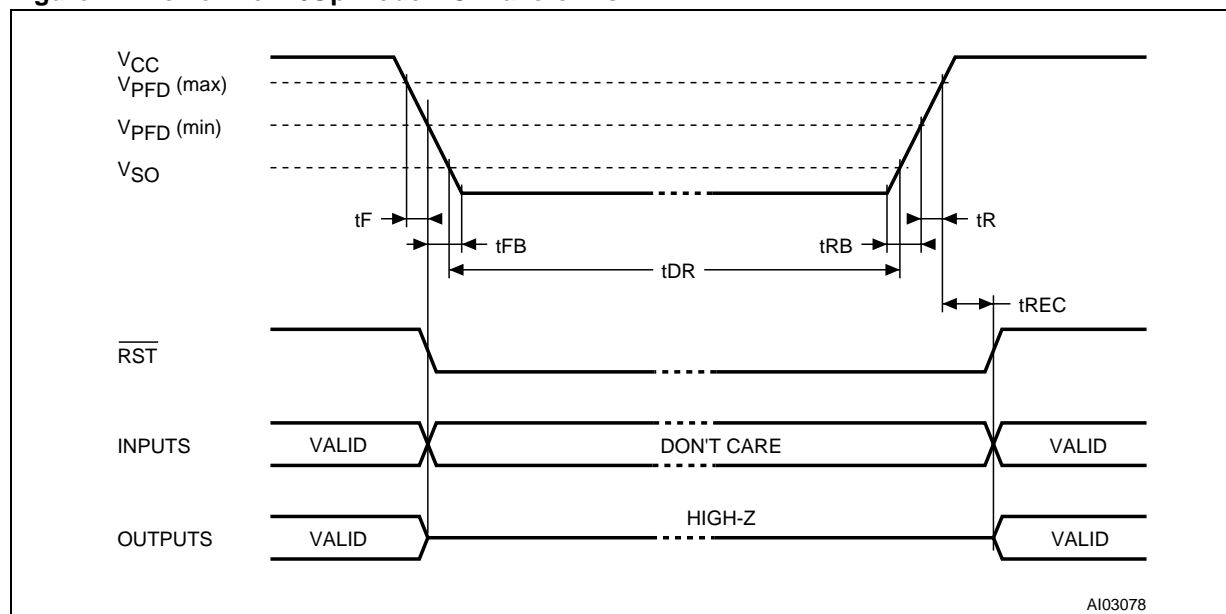 VCC
VPFD (max)
VPFD (min)
VSO
tF
tFB
tDR
tRB
tR
tREC
RST
INPUTS
VALID
DON'T CARE
VALID
OUTPUTS
VALID
HIGH-Z
VALID
AI03078